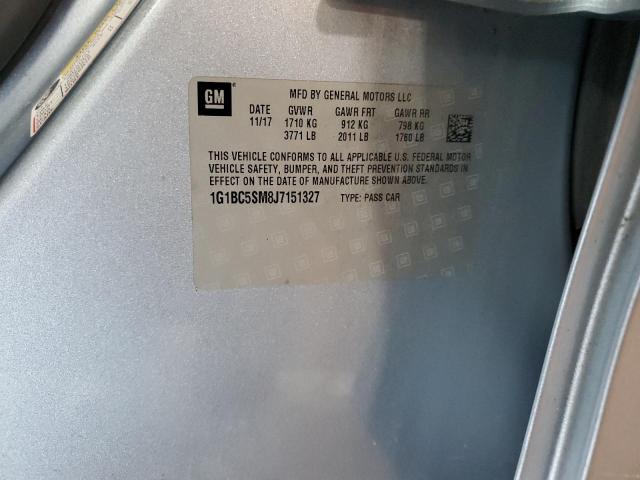 GM
MFD BY GENERAL MOTORS LLC
DATE GVWR GAWR FRT GAWR RR
11/17 1710 KG 912 KG 798 KG
3771 LB 2011 LB 1760 LB
THIS VEHICLE CONFORMS TO ALL APPLICABLE U.S. FEDERAL MOTOR
VEHICLE SAFETY, BUMPER, AND THEFT PREVENTION STANDARDS IN
EFFECT ON THE DATE OF MANUFACTURE SHOWN ABOVE.
1G1BC5SM8J7151327 TYPE: PASS CAR